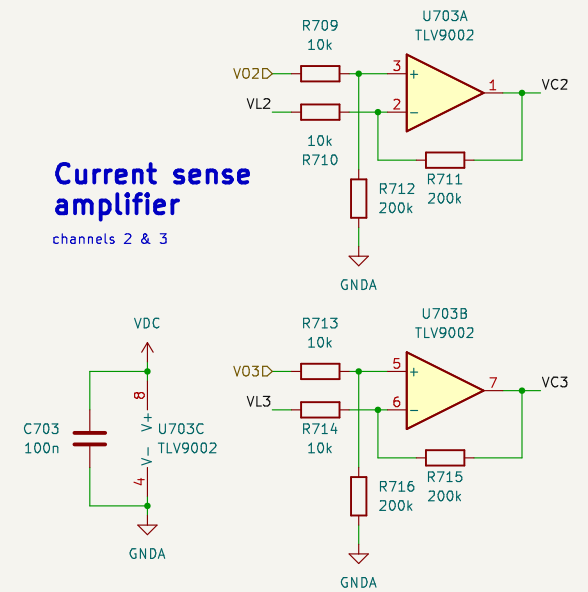 U703A
TLV9002
R709
10k
VO2
3
+
1
VC2
VL2
2
−
10k
R710
R711
200k
R712
200k
GNDA
Current sense
amplifier
channels 2 & 3
U703B
TLV9002
R713
10k
VO3
5
+
7
VC3
VL3
6
−
R714
10k
R715
200k
R716
200k
GNDA
VDC
8
V+
C703
100n
U703C
TLV9002
V−
4
GNDA